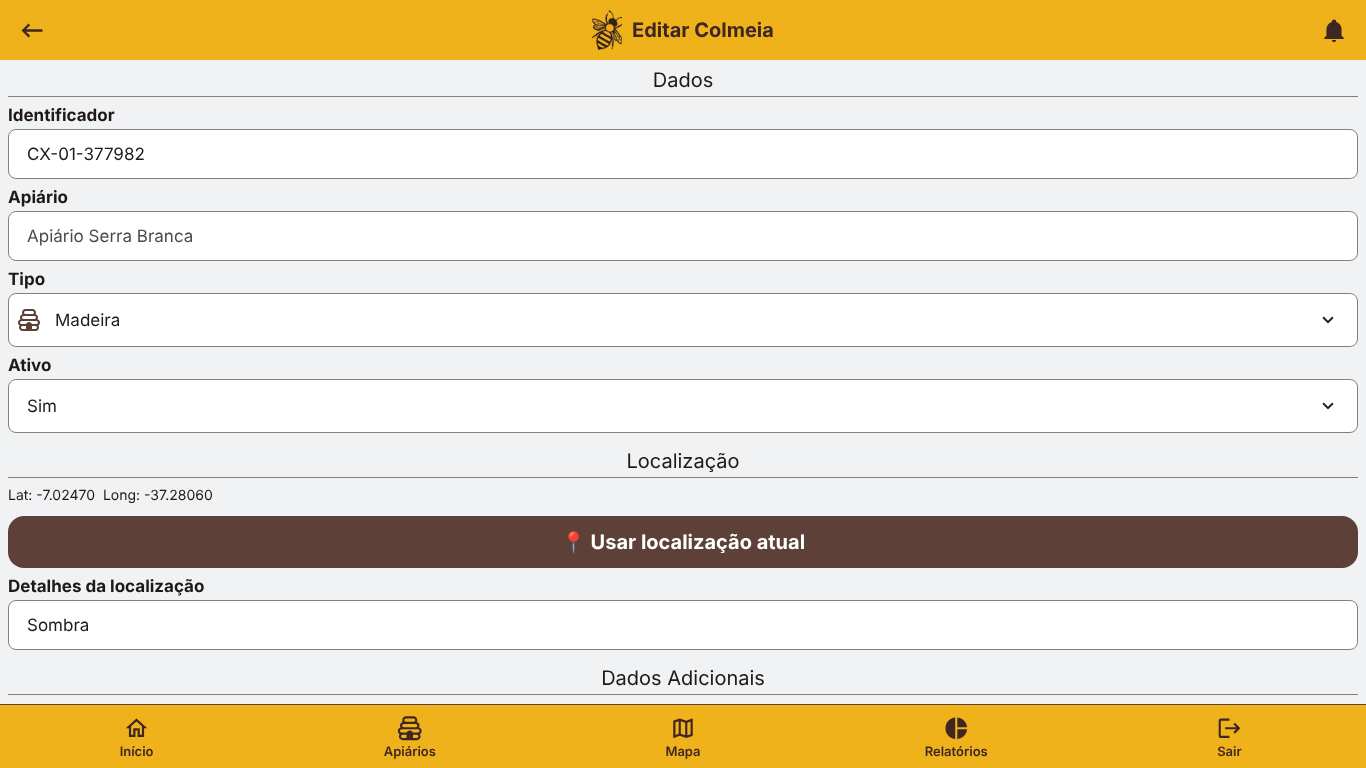 Editar Colmeia
Dados
Identificador
CX-01-377982
Apiário
Apiário Serra Branca
Tipo
Madeira
Ativo
Sim
Localização
Lat: -7.02470 Long: -37.28060
📍 Usar localização atual
Detalhes da localização
Sombra
Dados Adicionais
Início Apiários Mapa Relatórios Sair